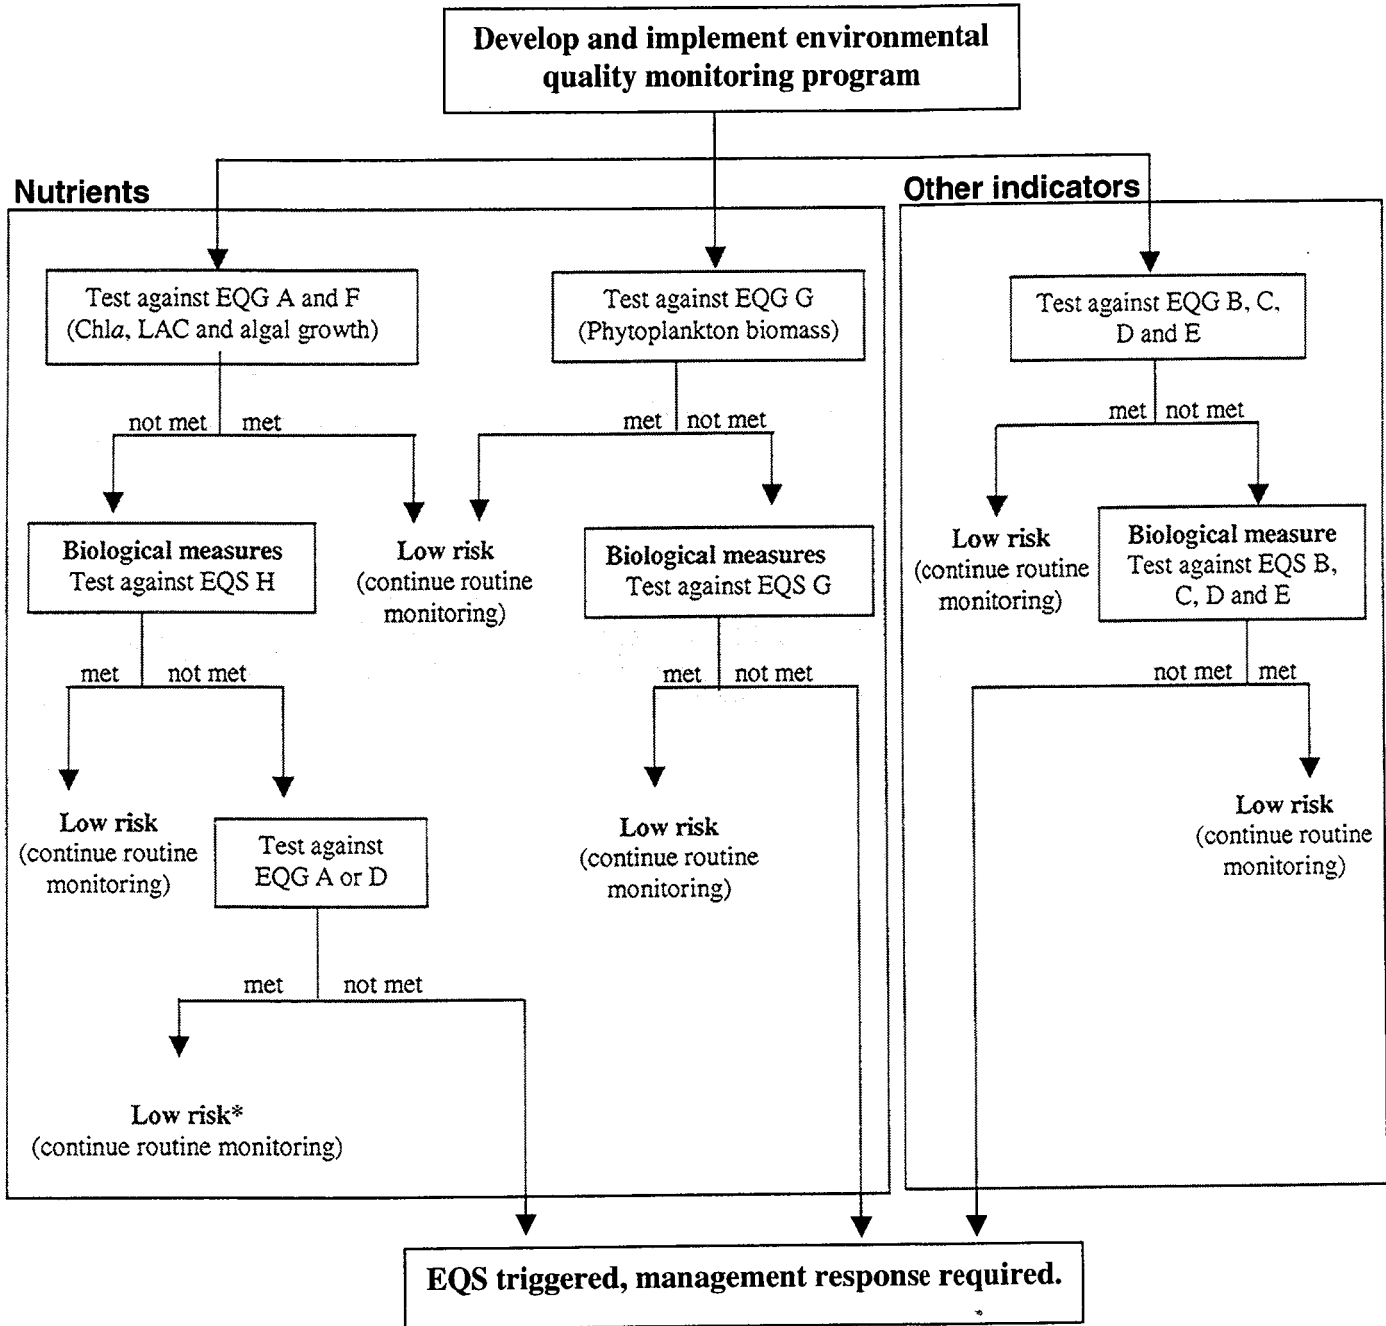 Develop and implement environmental
quality monitoring program
Nutrients
Other indicators
Test against EQG A and F
(Chla, LAC and algal growth)
Test against EQG G
(Phytoplankton biomass)
Test against EQG B, C,
D and E
not met met
met not met
met not met
Biological measures
Test against EQS H
Low risk
(continue routine
monitoring)
Biological measures
Test against EQS G
Low risk
(continue routine
monitoring)
Biological measure
Test against EQS B,
C, D and E
met not met
met not met
not met met
Low risk
(continue routine
monitoring)
Test against
EQG A or D
Low risk
(continue routine
monitoring)
Low risk
(continue routine
monitoring)
met not met
Low risk*
(continue routine monitoring)
EQS triggered, management response required.